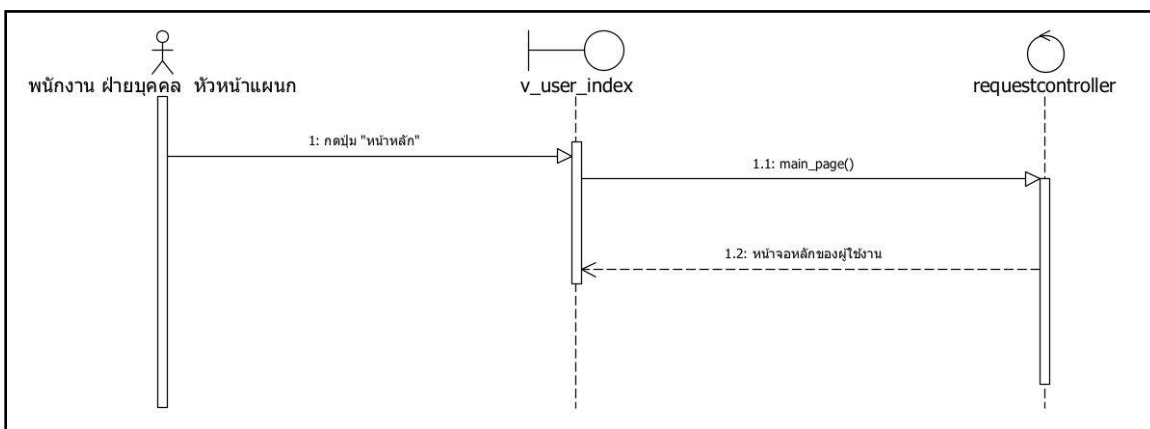 พนักงาน ฝ่ายบุคคล หัวหน้าแผนก
v_user_index
requestcontroller
1: กดปุ่ม "หน้าหลัก"
1.1: main_page()
1.2: หน้าจอหลักของผู้ใช้งาน